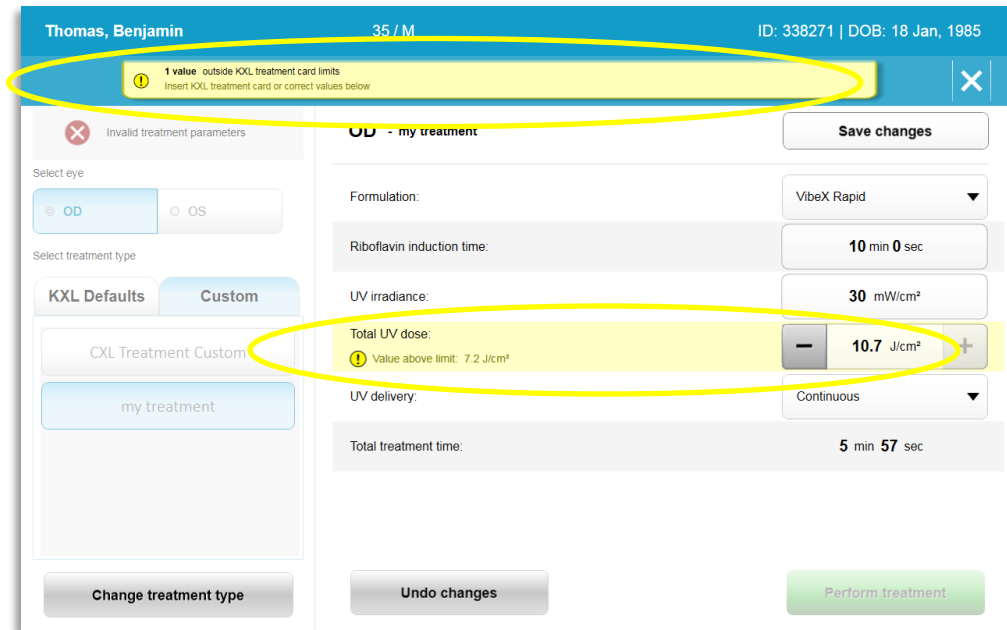 Thomas, Benjamin 35 / M ID: 338271 | DOB: 18 Jan, 1985
1 value outside KXL treatment card limits
Insert KXL treatment card or correct values below
Invalid treatment parameters
OD - my treatment
Save changes
Select eye
OD
OS
Select treatment type
KXL Defaults
Custom
CXL Treatment Custom
my treatment
Change treatment type
Formulation: VibeX Rapid
Riboflavin induction time: 10 min 0 sec
UV irradiance: 30 mW/cm²
Total UV dose: 10.7 J/cm²
Value above limit: 7.2 J/cm²
UV delivery: Continuous
Total treatment time: 5 min 57 sec
Undo changes
Perform treatment